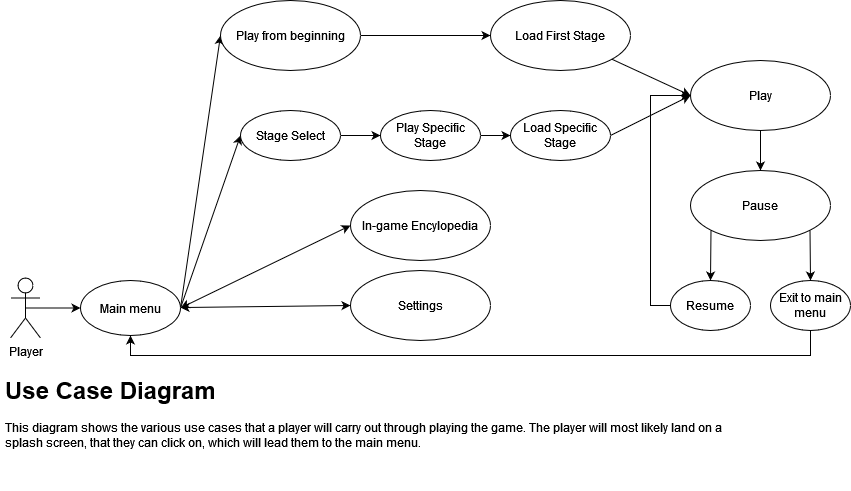 Play from beginning
Load First Stage
Play
Stage Select
Play Specific
Stage
Load Specific
Stage
In-game Encylopedia
Pause
Main menu
Settings
Resume
Exit to main
menu
Player
Use Case Diagram
This diagram shows the various use cases that a player will carry out through playing the game. The player will most likely land on a
splash screen, that they can click on, which will lead them to the main menu.